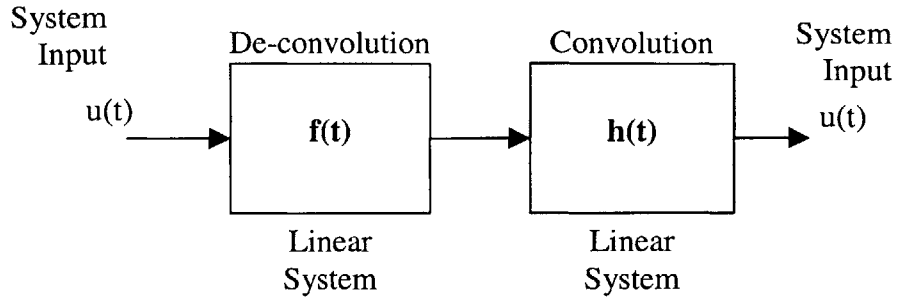 System
Input
u(t)
De-convolution
f(t)
Linear
System
Convolution
h(t)
Linear
System
System
Input
u(t)